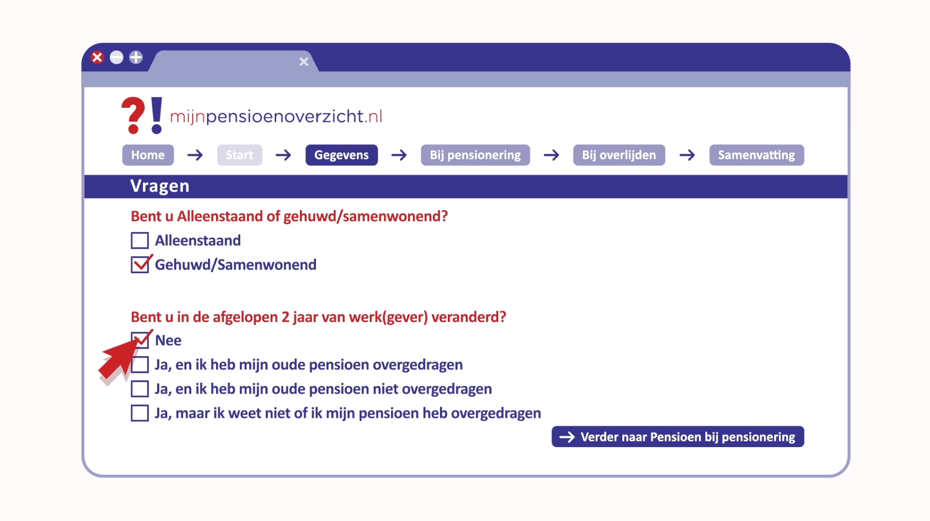 ?! mijnpensioenoverzicht.nl
Home → Start → Gegevens → Bij pensionering → Bij overlijden → Samenvatting
Vragen
Bent u Alleenstaand of gehuwd/samenwonend?
Alleenstaand
Gehuwd/Samenwonend
Bent u in de afgelopen 2 jaar van werk(gever) veranderd?
Nee
Ja, en ik heb mijn oude pensioen overgedragen
Ja, en ik heb mijn oude pensioen niet overgedragen
Ja, maar ik weet niet of ik mijn pensioen heb overgedragen
→ Verder naar Pensioen bij pensionering